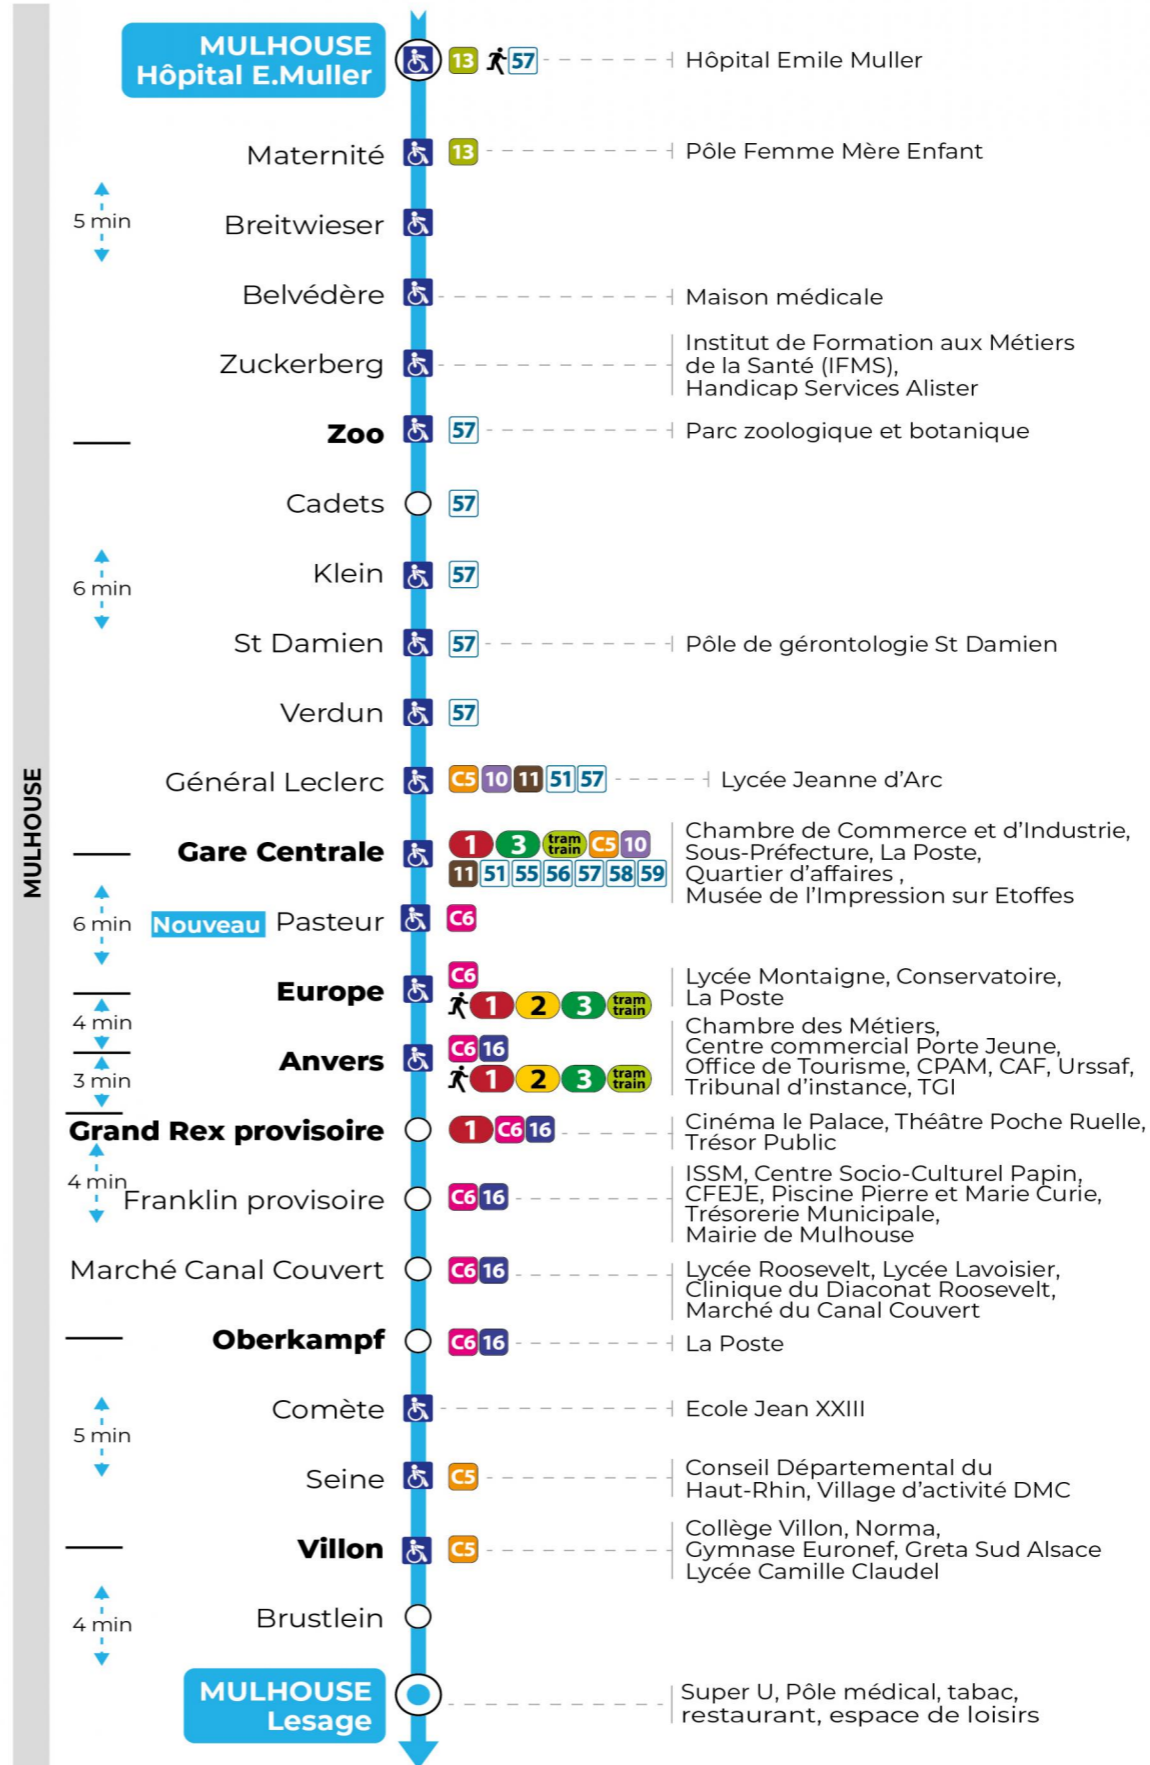 MULHOUSE
MULHOUSE
Hôpital E.Muller
13 57
Hôpital Emile Muller
Maternité
13
Pôle Femme Mère Enfant
5 min
Breitwieser
Belvédère
Maison médicale
Zuckerberg
Institut de Formation aux Métiers
de la Santé (IFMS),
Handicap Services Alister
Zoo
57
Parc zoologique et botanique
Cadets
57
6 min
Klein
57
St Damien
57
Pôle de gérontologie St Damien
Verdun
57
Général Leclerc
C5 10 11 51 57
Lycée Jeanne d'Arc
Gare Centrale
1 3 tram train C5 10
11 51 55 56 57 58 59
Chambre de Commerce et d'Industrie,
Sous-Préfecture, La Poste,
Quartier d'affaires ,
Musée de l'Impression sur Etoffes
6 min
Nouveau Pasteur
C6
Europe
C6
1 2 3 tram train
Lycée Montaigne, Conservatoire,
La Poste
4 min
Anvers
C6 16
1 2 3 tram train
Chambre des Métiers,
Centre commercial Porte Jeune,
Office de Tourisme, CPAM, CAF, Urssaf,
Tribunal d'instance, TGI
3 min
Grand Rex provisoire
1 C6 16
Cinéma le Palace, Théâtre Poche Ruelle,
Trésor Public
4 min
Franklin provisoire
C6 16
ISSM, Centre Socio-Culturel Papin,
CFEJE, Piscine Pierre et Marie Curie,
Trésorerie Municipale,
Mairie de Mulhouse
Marché Canal Couvert
C6 16
Lycée Roosevelt, Lycée Lavoisier,
Clinique du Diaconat Roosevelt,
Marché du Canal Couvert
Oberkampf
C6 16
La Poste
Comète
Ecole Jean XXIII
5 min
Seine
C5
Conseil Départemental du
Haut-Rhin, Village d'activité DMC
Villon
C5
Collège Villon, Norma,
Gymnase Euronef, Greta Sud Alsace
Lycée Camille Claudel
4 min
Brustlein
MULHOUSE
Lesage
Super U, Pôle médical, tabac,
restaurant, espace de loisirs